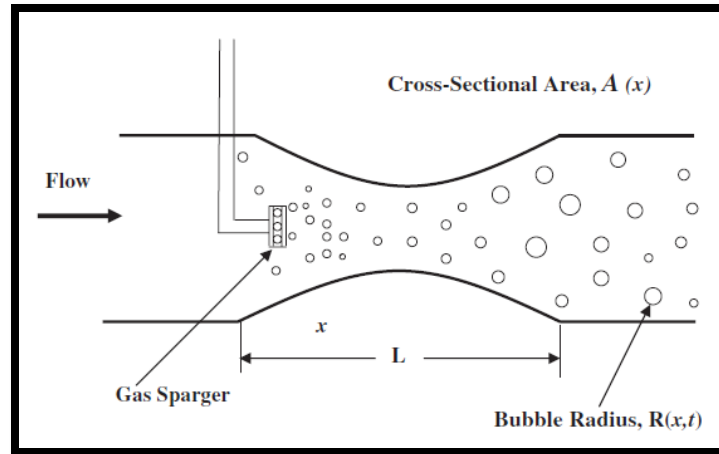 Cross-Sectional Area, A (x)
Flow
x
L
Gas Sparger
Bubble Radius, R(x,t)